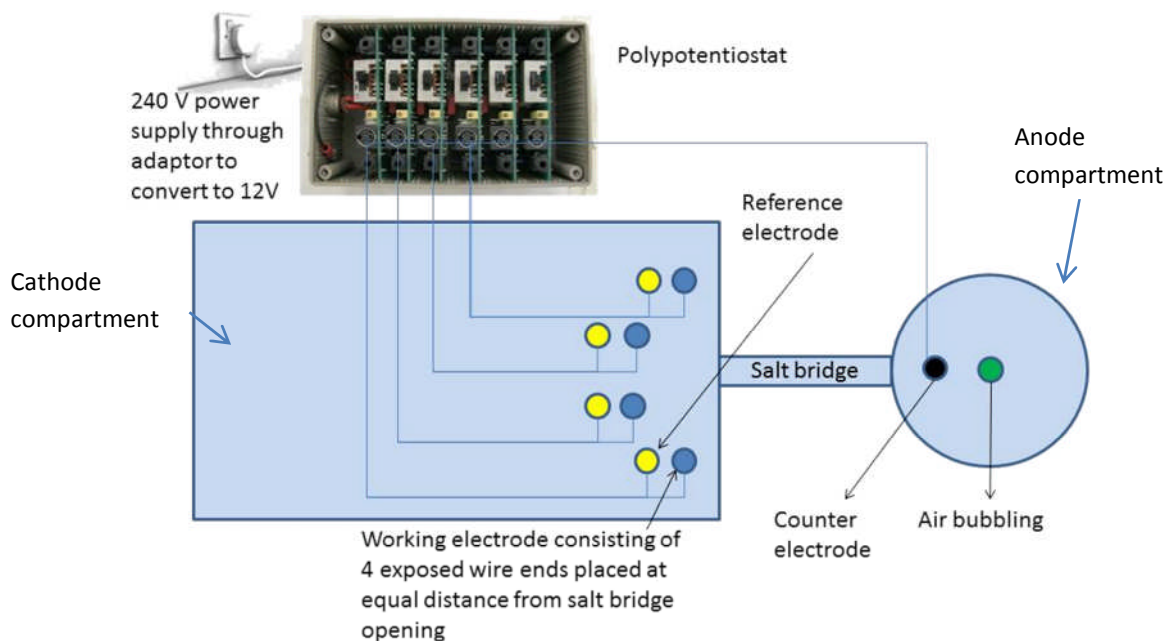 Polypotentiostat
240 V power
supply through
adaptor to
convert to 12V
Anode
compartment
Reference
electrode
Cathode
compartment
Salt bridge
Counter
electrode
Air bubbling
Working electrode consisting of
4 exposed wire ends placed at
equal distance from salt bridge
opening